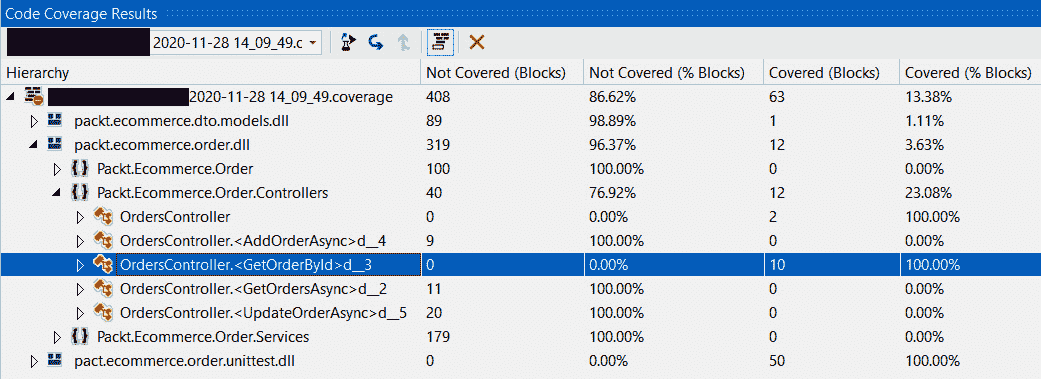 Code Coverage Results
2020-11-28 14_09_49.c
Hierarchy Not Covered (Blocks) Not Covered (% Blocks) Covered (Blocks) Covered (% Blocks)
2020-11-28 14_09_49.coverage 408 86.62% 63 13.38%
packt.ecommerce.dto.models.dll 89 98.89% 1 1.11%
packt.ecommerce.order.dll 319 96.37% 12 3.63%
{} Packt.Ecommerce.Order 100 100.00% 0 0.00%
{} Packt.Ecommerce.Order.Controllers 40 76.92% 12 23.08%
OrdersController 0 0.00% 2 100.00%
OrdersController.<AddOrderAsync>d__4 9 100.00% 0 0.00%
OrdersController.<GetOrderById>d__3 0 0.00% 10 100.00%
OrdersController.<GetOrdersAsync>d__2 11 100.00% 0 0.00%
OrdersController.<UpdateOrderAsync>d__5 20 100.00% 0 0.00%
{} Packt.Ecommerce.Order.Services 179 100.00% 0 0.00%
pact.ecommerce.order.unittest.dll 0 0.00% 50 100.00%